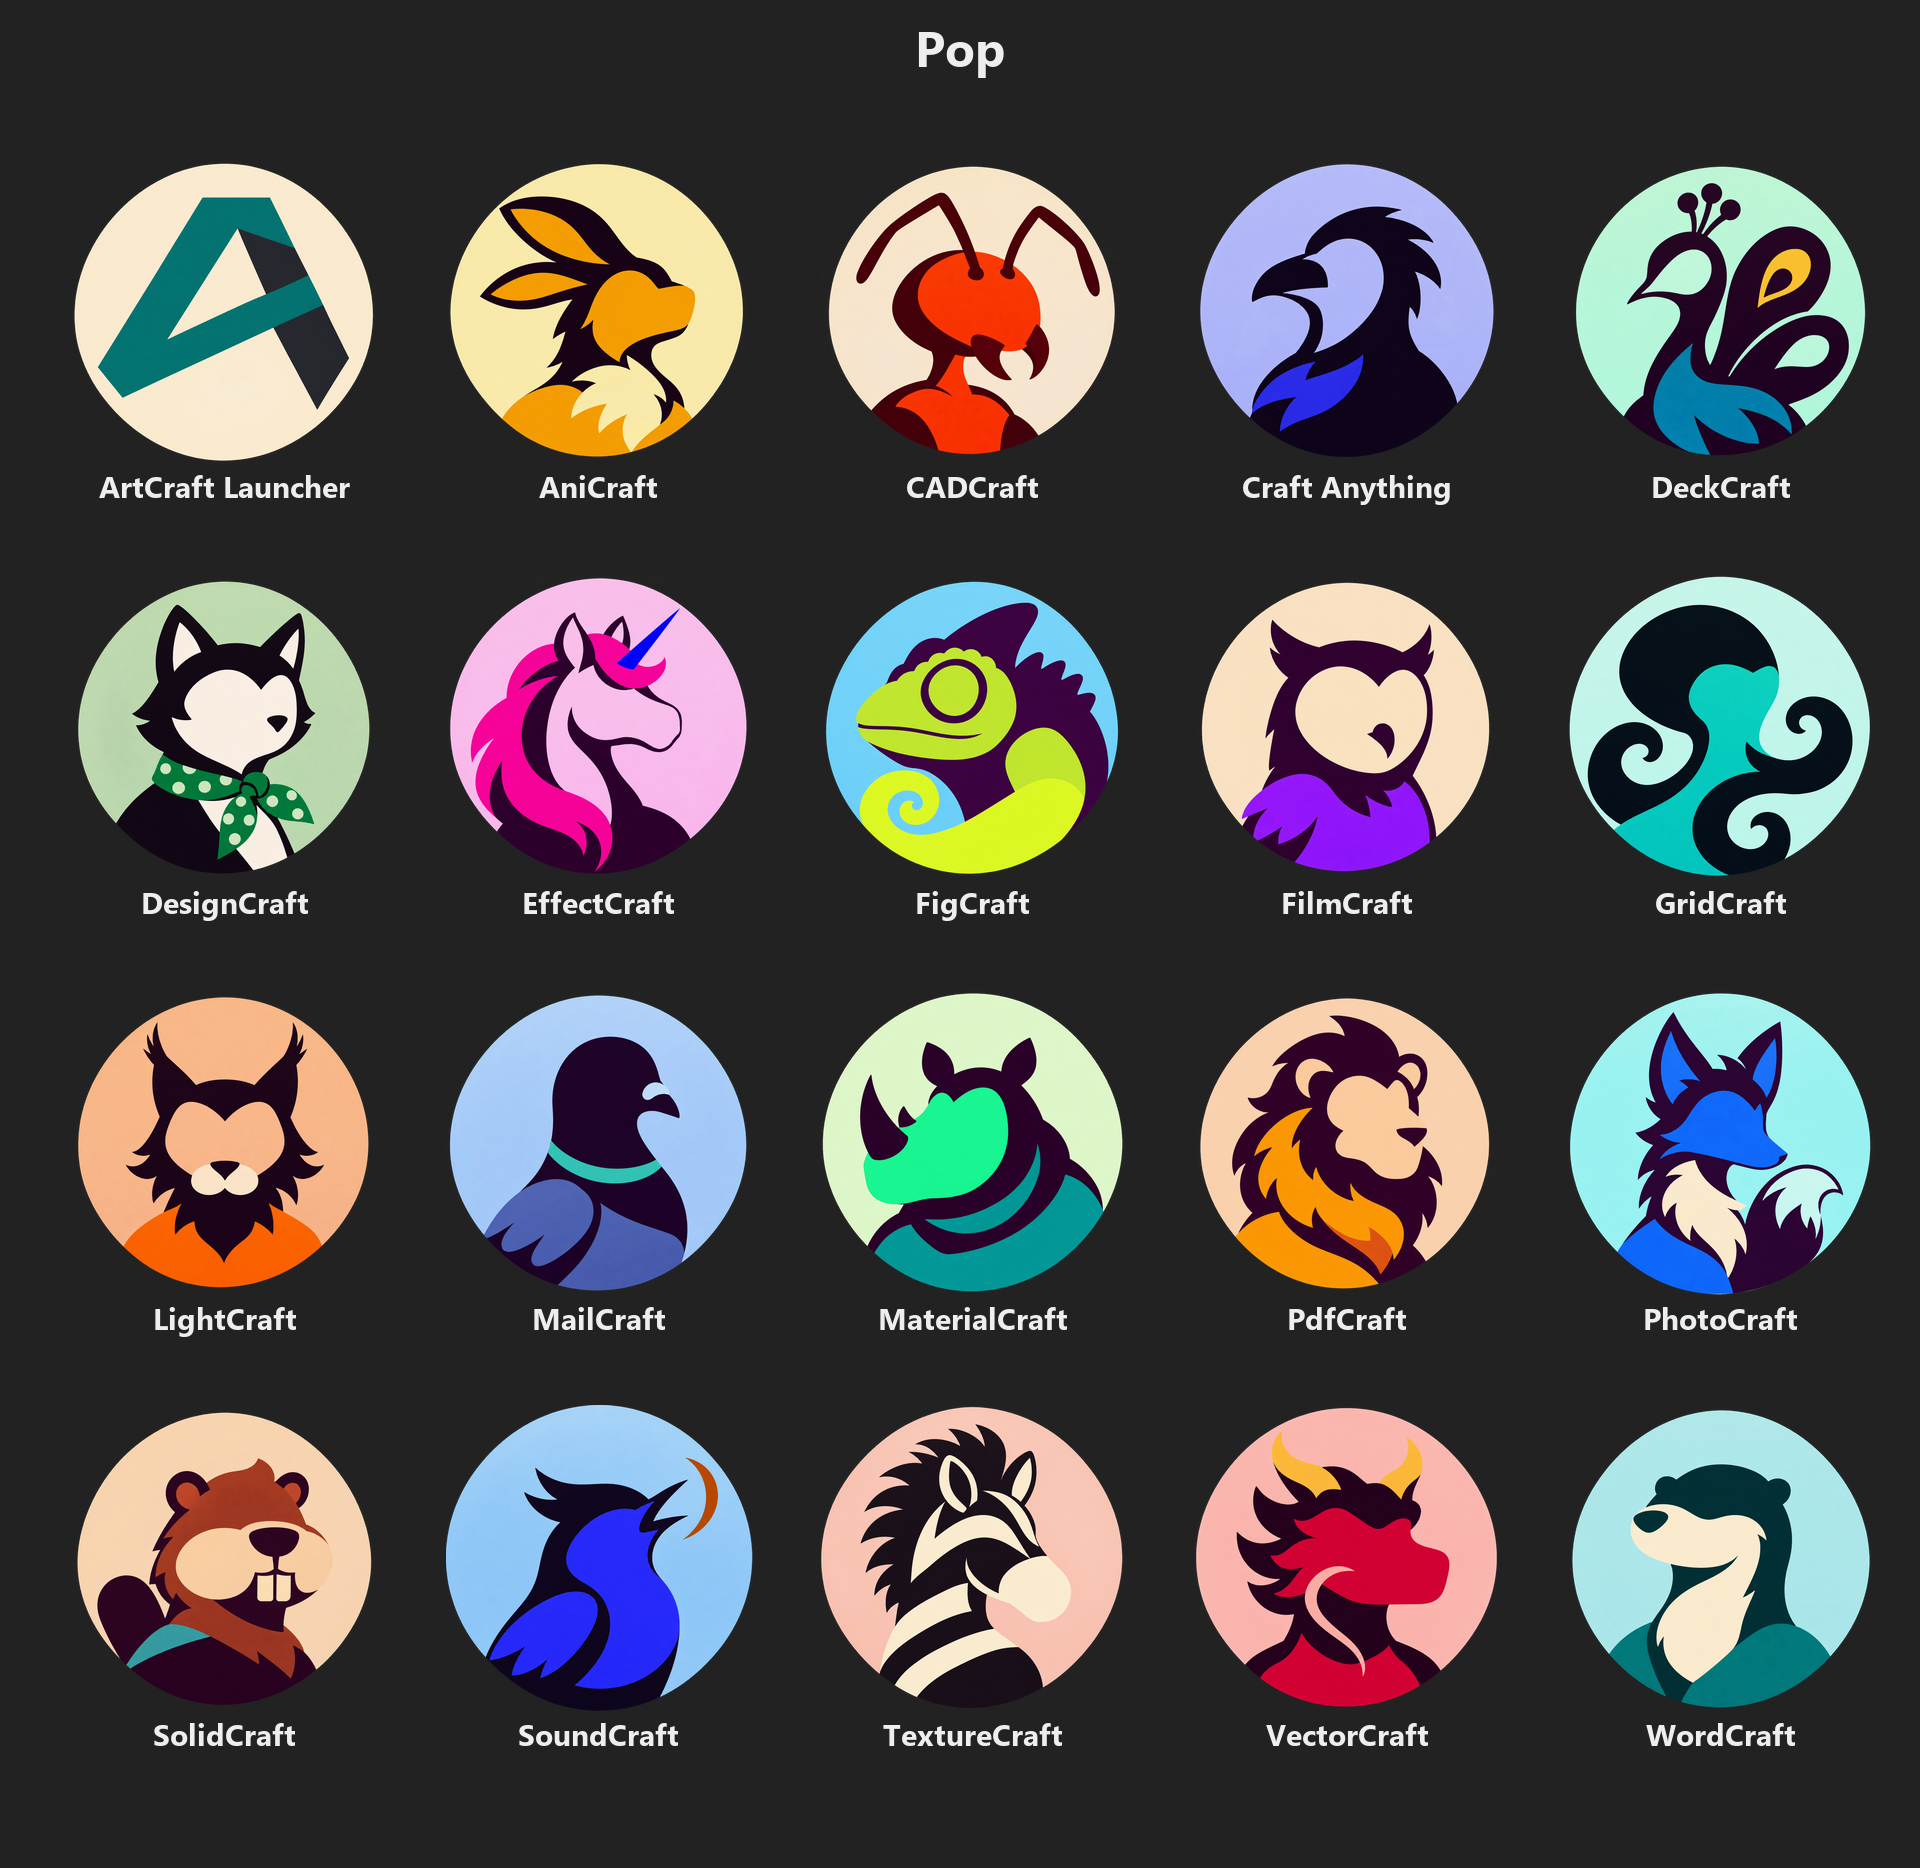 Pop
ArtCraft Launcher
AniCraft
CADCraft
Craft Anything
DeckCraft
DesignCraft
EffectCraft
FigCraft
FilmCraft
GridCraft
LightCraft
MailCraft
MaterialCraft
PdfCraft
PhotoCraft
SolidCraft
SoundCraft
TextureCraft
VectorCraft
WordCraft